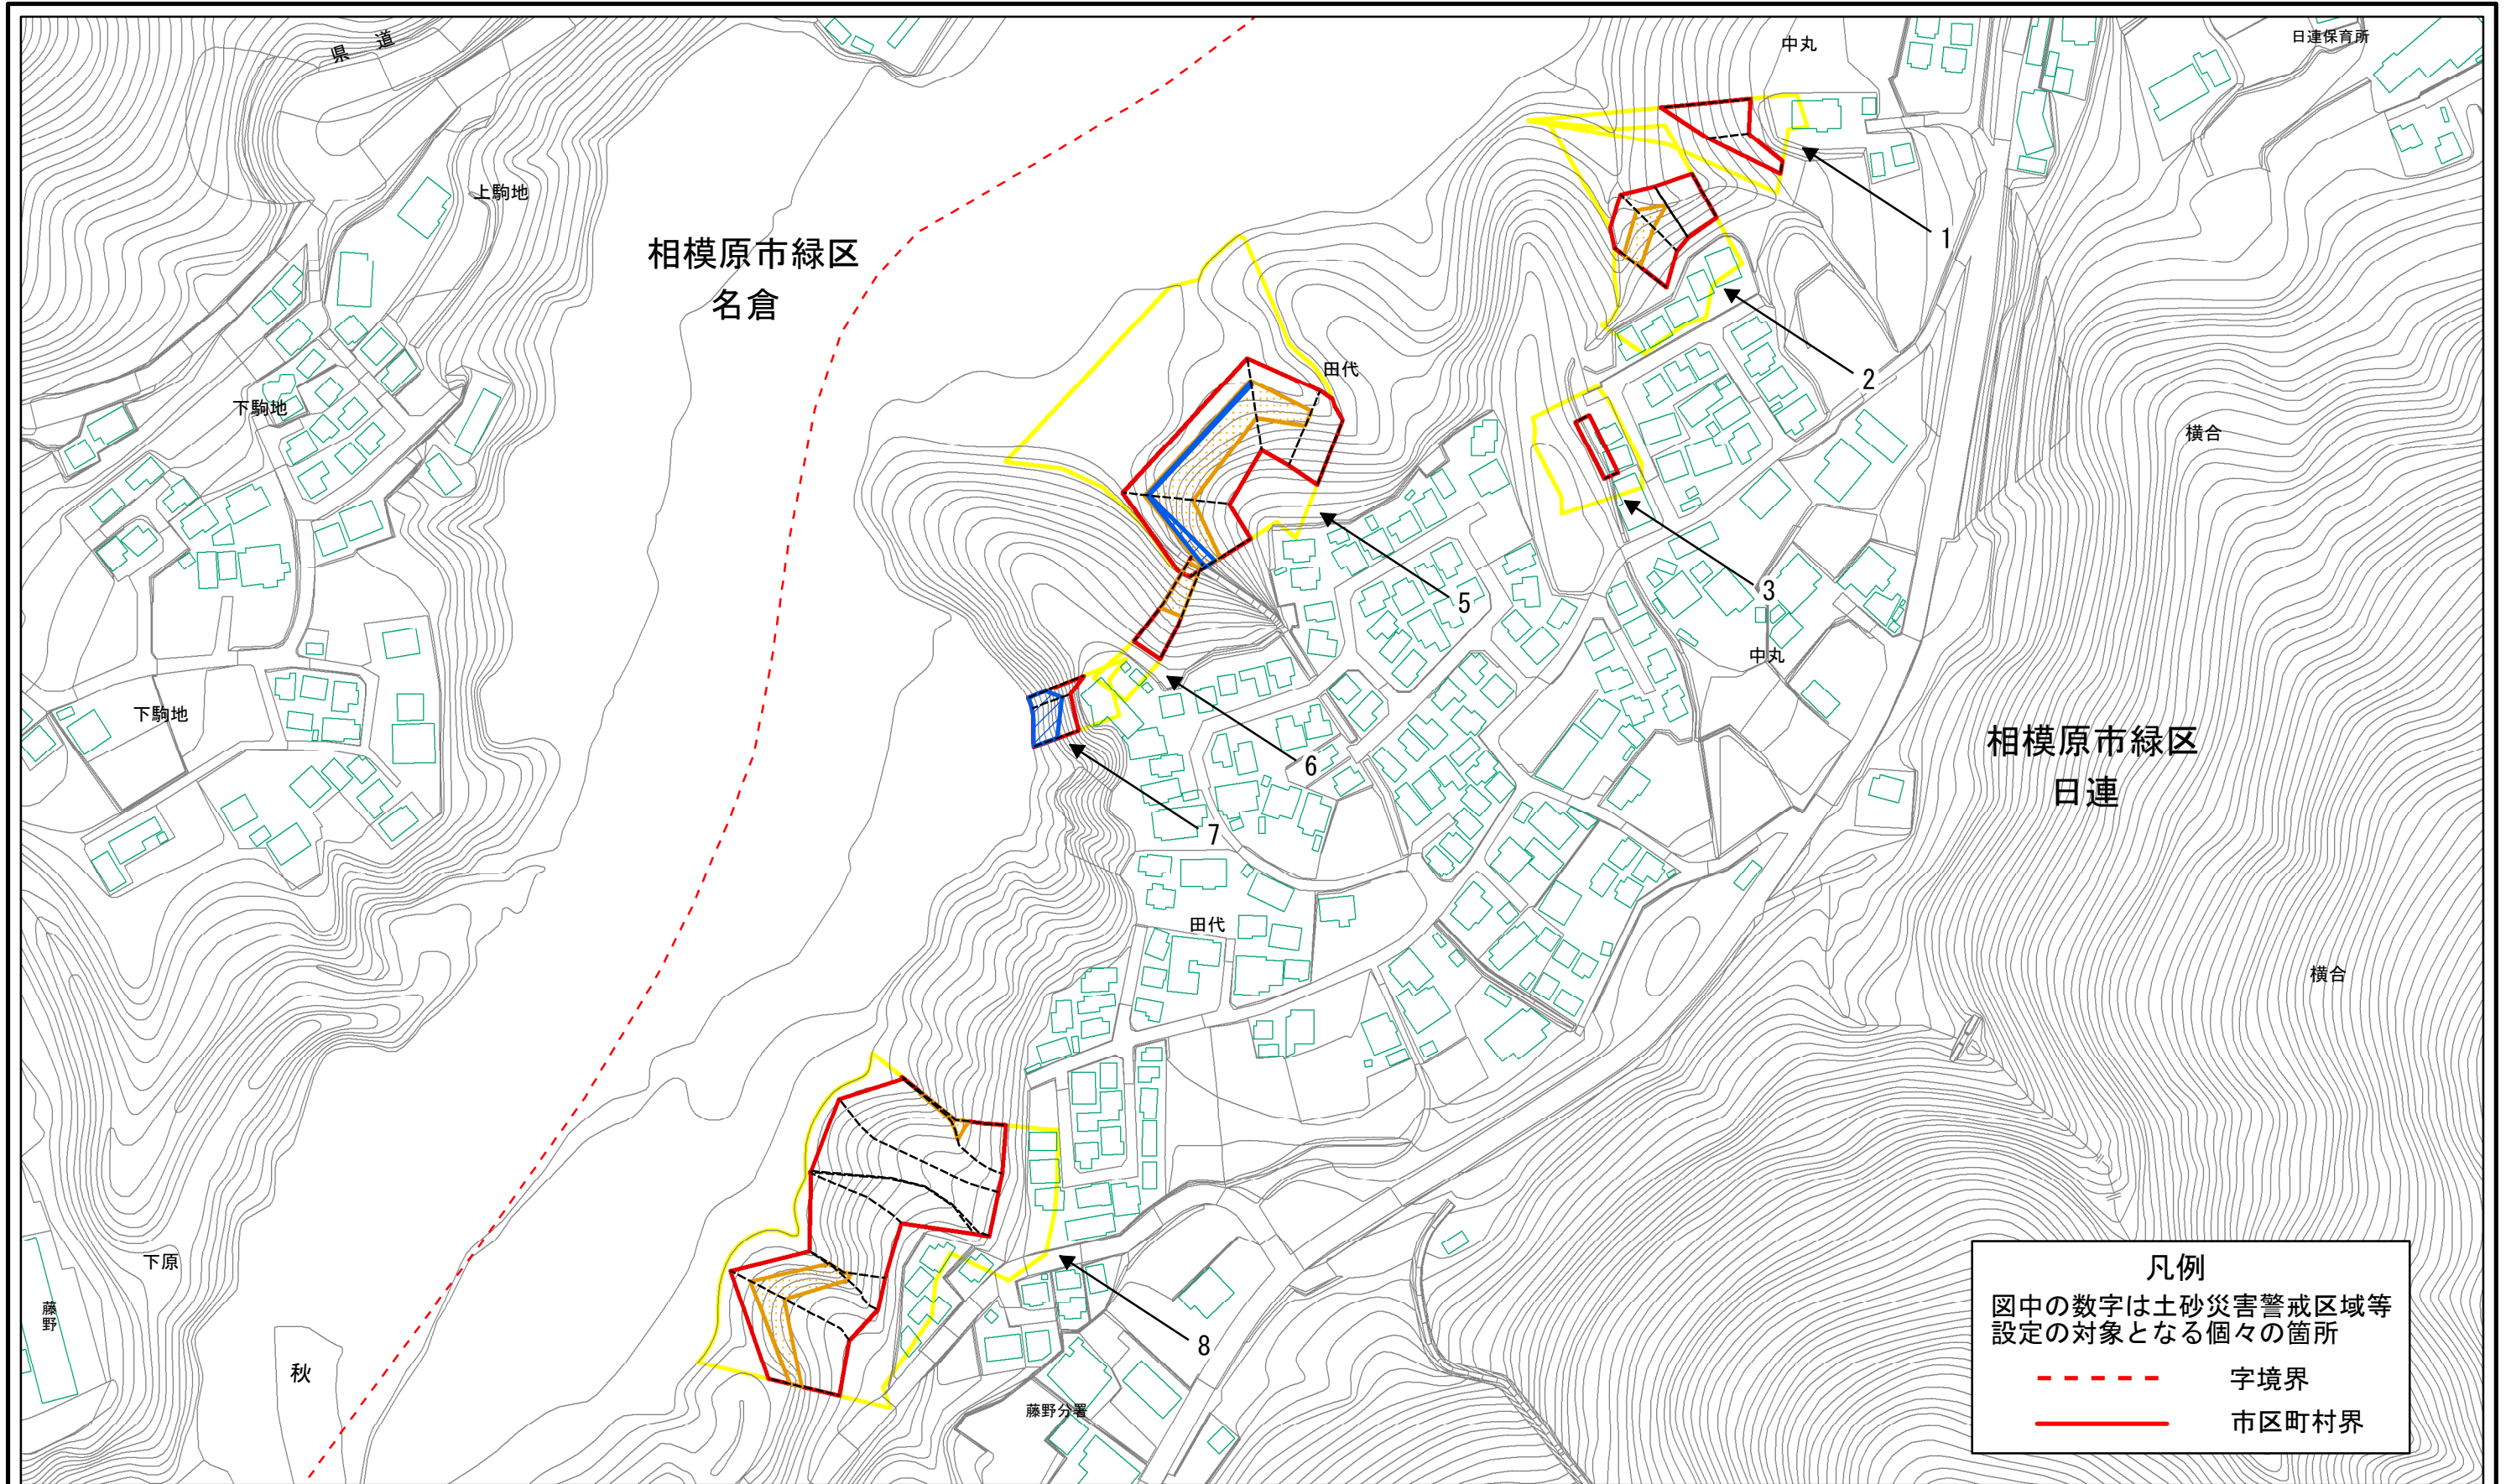 県道
中丸
日連保育所
上駒地
相模原市緑区
名倉
1
田代
2
下駒地
横合
3
5
中丸
下駒地
6
相模原市緑区
日連
7
田代
横合
下原
藤野
8
秋
藤野分署
凡例
図中の数字は土砂災害警戒区域等
設定の対象となる個々の箇所
字境界
市区町村界